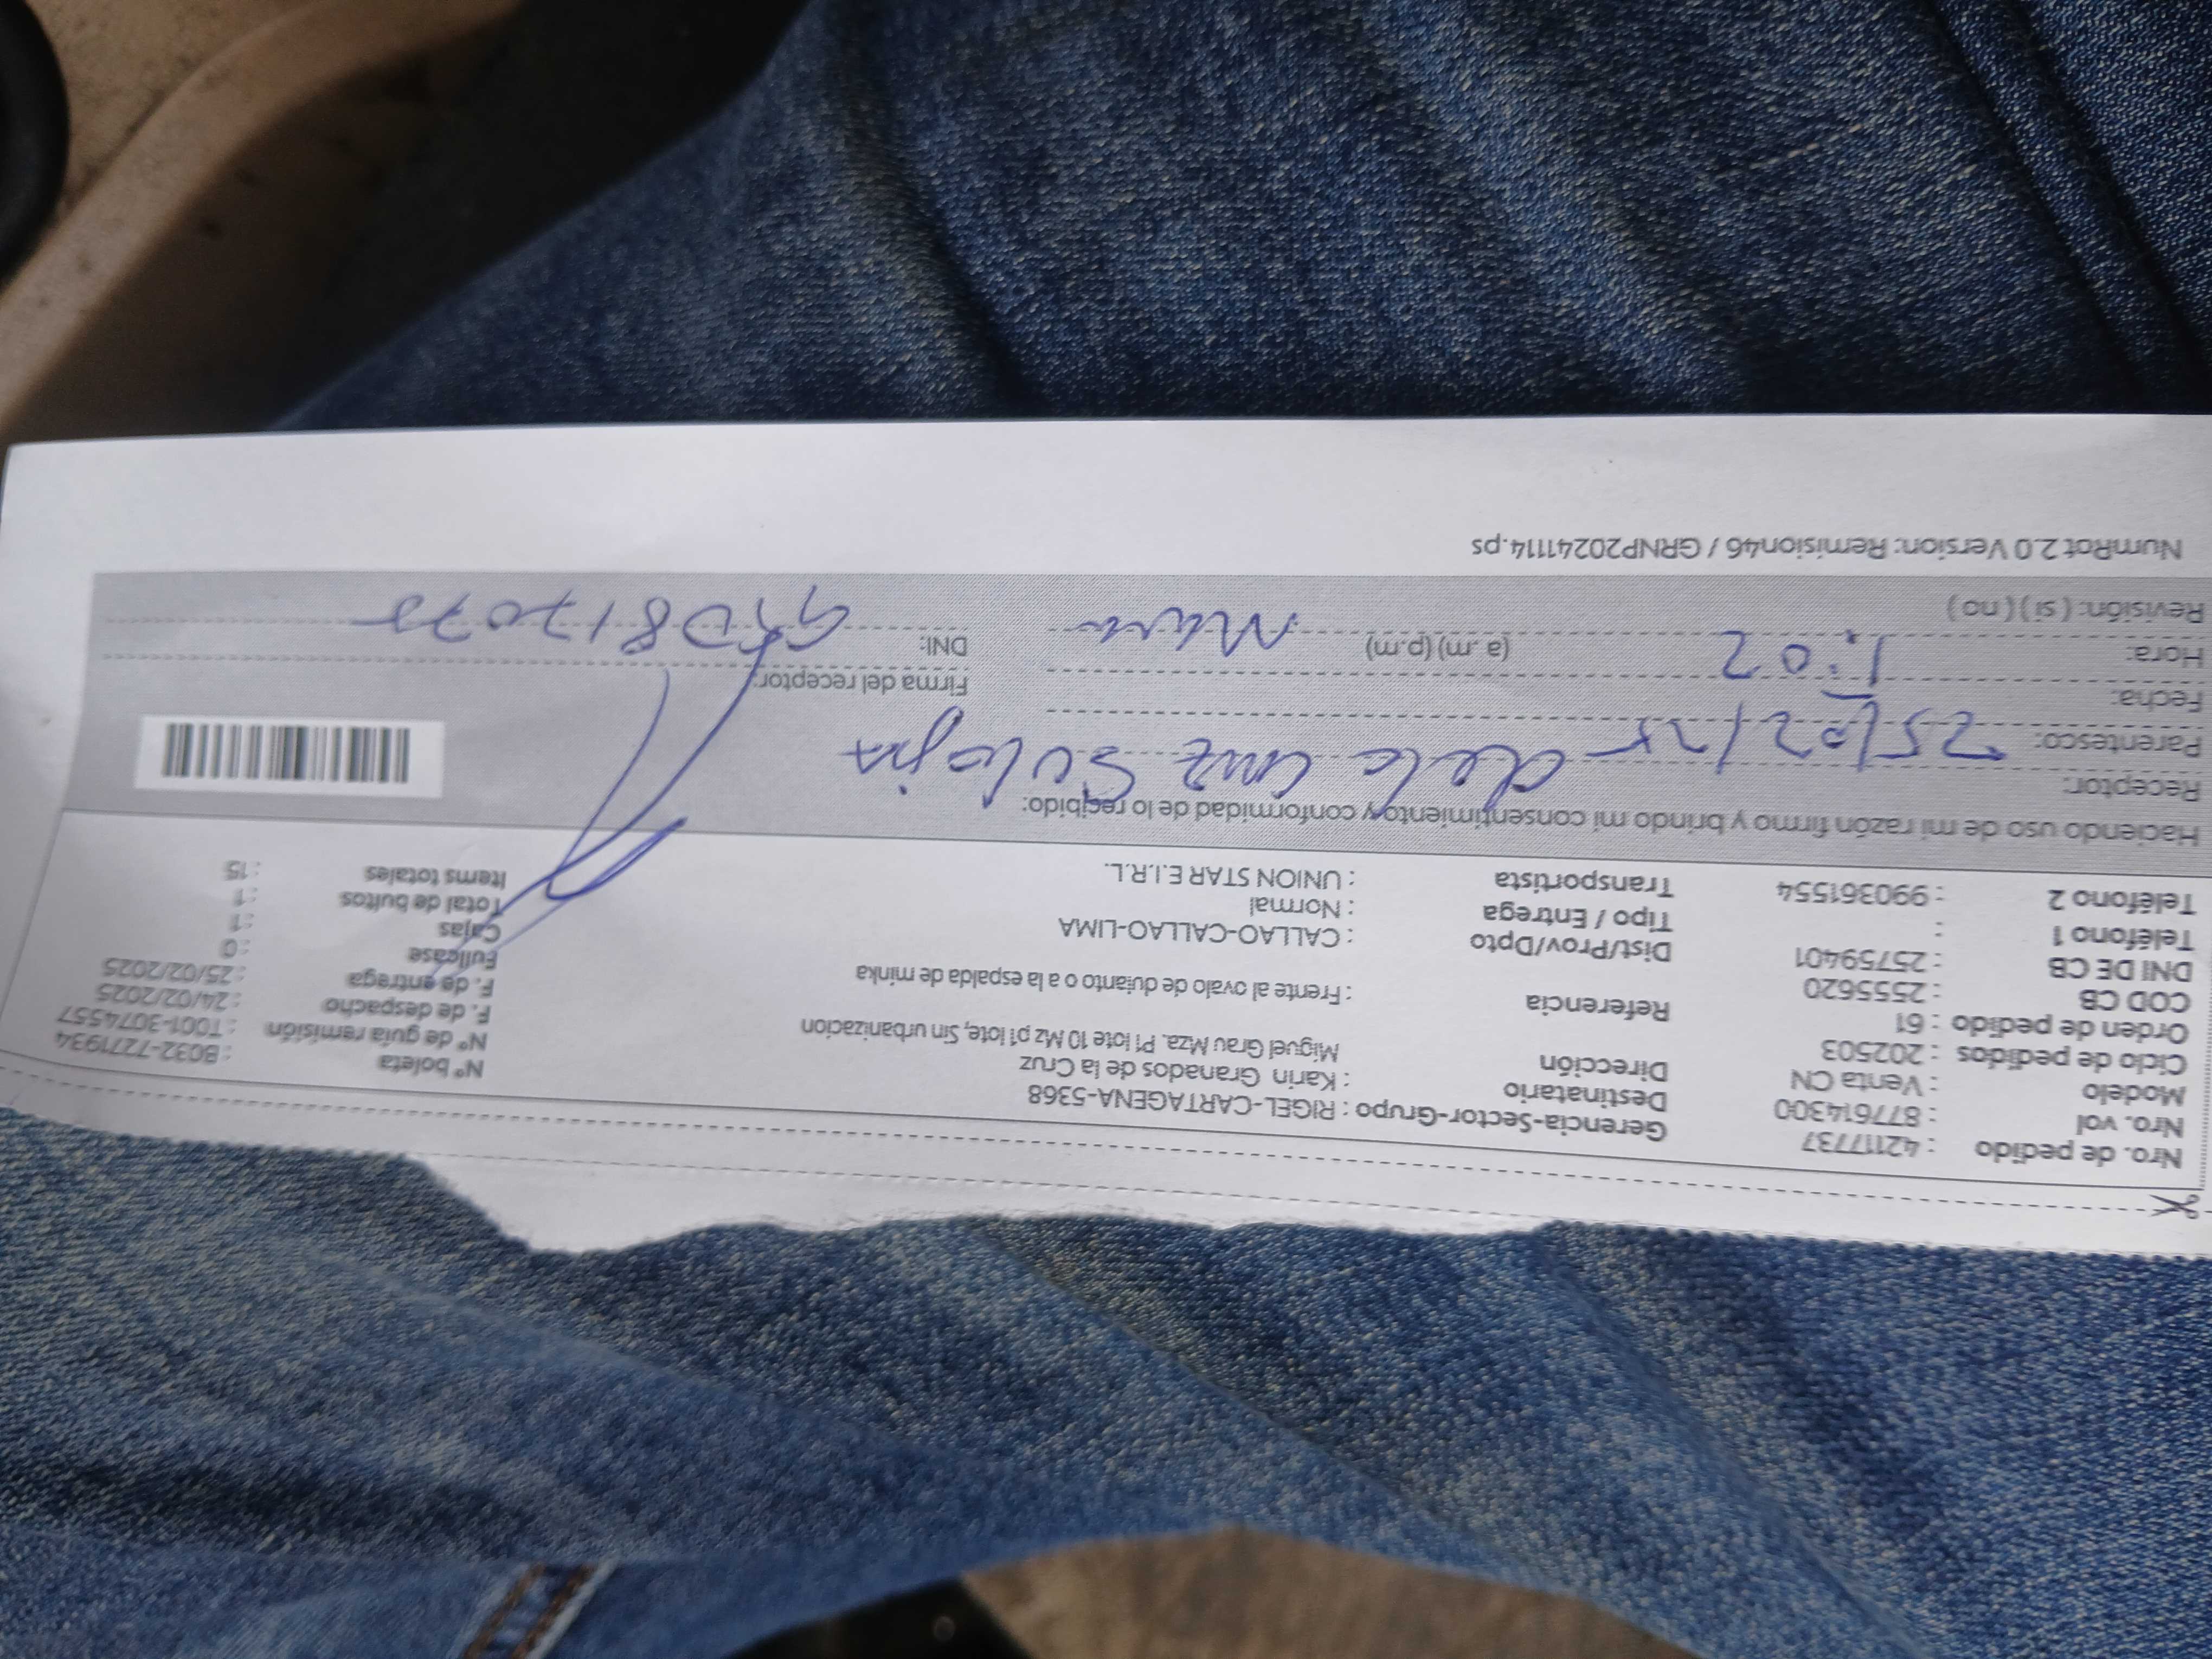 Nro. de pedido : 42117737 Gerencia-Sector-Grupo : RIGEL-CARTAGENA-5368 Nº boleta : B032-7271934
Nro. vol : 877614300 Destinatario : Karin Granados de la Cruz Nº de guía remisión : T001-3074557
Modelo : Venta CN Dirección Miguel Grau Mza. P1 lote 10 Mz p1 lote, Sin urbanizacion F. de despacho : 24/02/2025
Ciclo de pedidos : 202503 F. de entrega : 25/02/2025
Orden de pedido : 61 Referencia : Frente al ovalo de dulanto o a la espalda de minka Fullcase : 0
COD CB : 2555620 Dist/Prov/Dpto : CALLAO-CALLAO-LIMA Cajas : 1
DNI DE CB : 25759401 Tipo / Entrega : Normal Total de bultos : 1
Teléfono 1 : Transportista : UNION STAR E.I.R.L. Items totales : 15
Teléfono 2 : 990361554
Haciendo uso de mi razón firmo y brindo mi consentimiento y conformidad de lo recibido:
Receptor: de la Cruz
Parentesco: 25/02/25
Fecha: Firma del receptor:
Hora: 1:02 (a .m) (p.m) DNI:
Revisión: ( si ) ( no )
NumRot 2.0 Version: Remision46 / GRNP20241114.ps